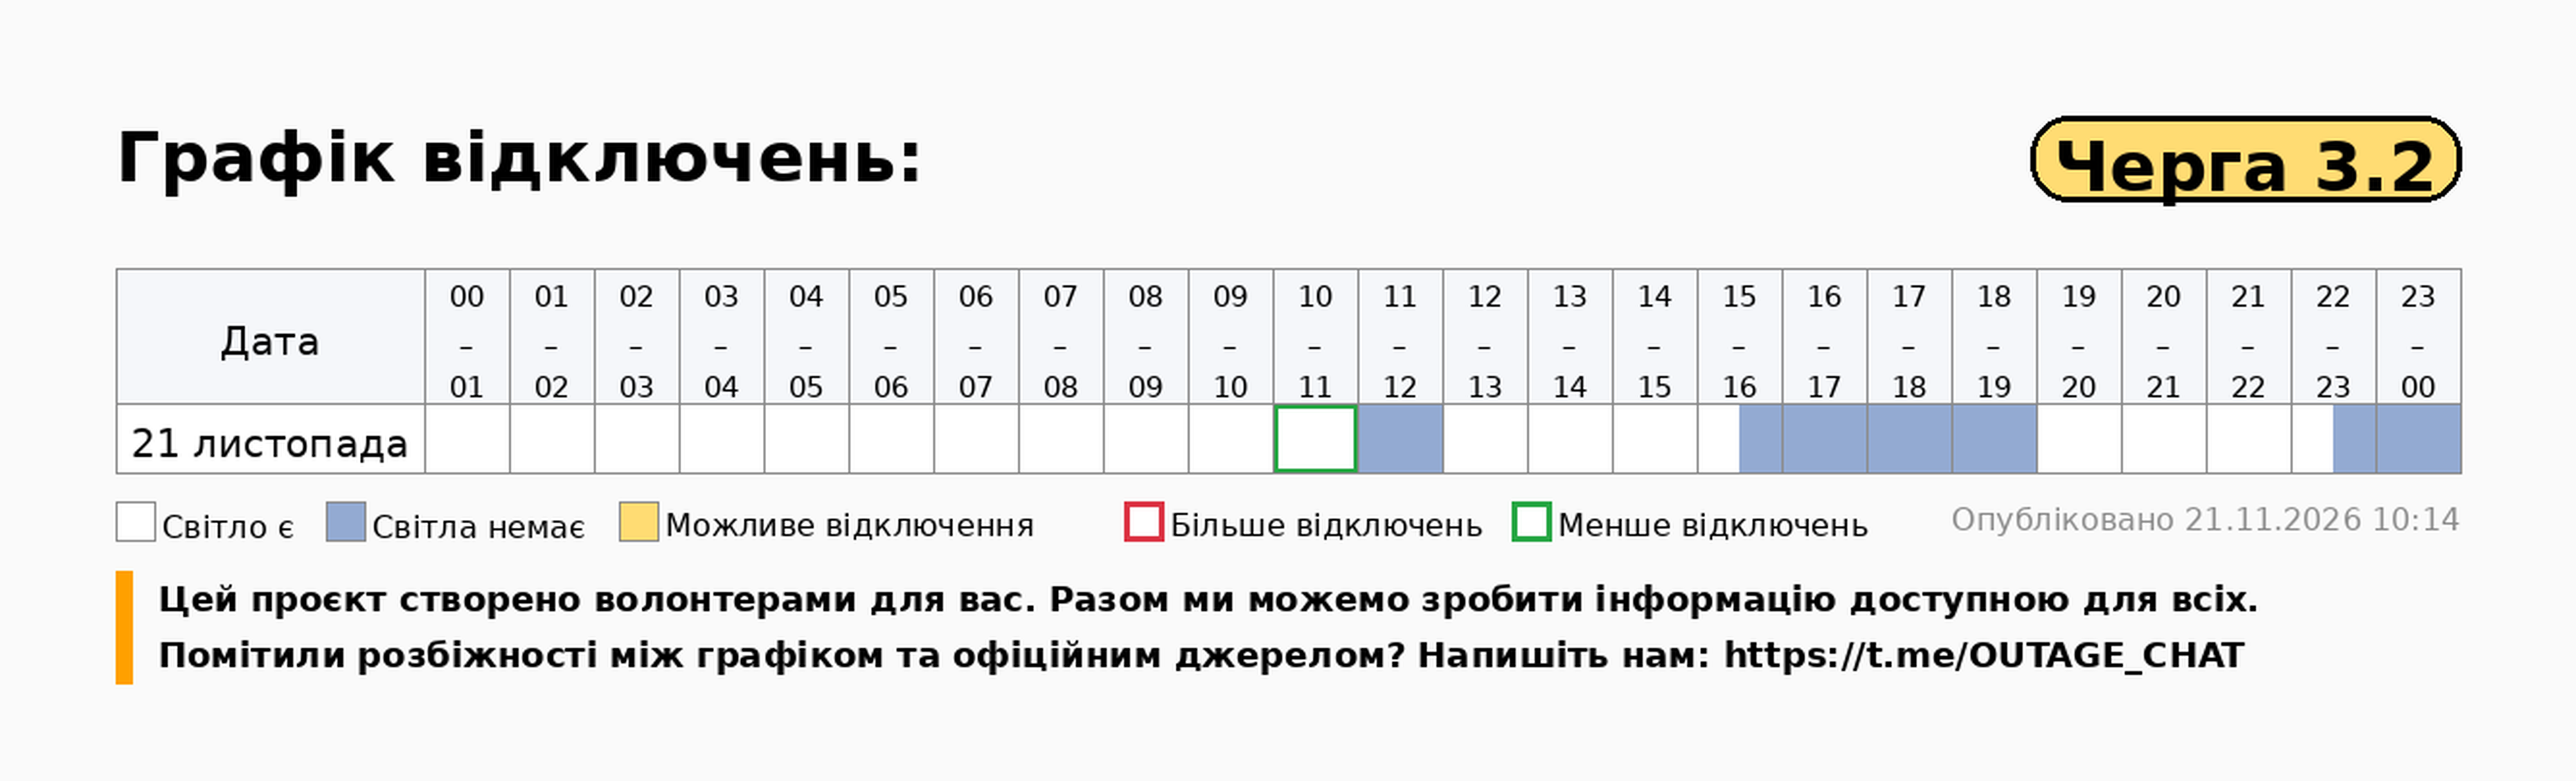 Графік відключень:
Черга 3.2
Дата
00 – 01
01 – 02
02 – 03
03 – 04
04 – 05
05 – 06
06 – 07
07 – 08
08 – 09
09 – 10
10 – 11
11 – 12
12 – 13
13 – 14
14 – 15
15 – 16
16 – 17
17 – 18
18 – 19
19 – 20
20 – 21
21 – 22
22 – 23
23 – 00
21 листопада
Світло є
Світла немає
Можливе відключення
Більше відключень
Менше відключень
Опубліковано 21.11.2026 10:14
Цей проєкт створено волонтерами для вас. Разом ми можемо зробити інформацію доступною для всіх.
Помітили розбіжності між графіком та офіційним джерелом? Напишіть нам: https://t.me/OUTAGE_CHAT